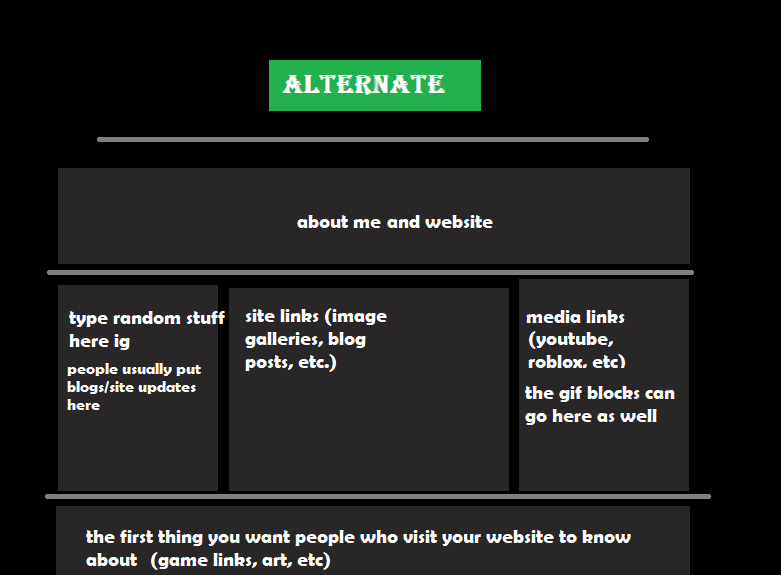 ALTERNATE
about me and website
type random stuff
here ig
people usually put
blogs/site updates
here
site links (image
galleries, blog
posts, etc.)
media links
(youtube,
roblox, etc)
the gif blocks can
go here as well
the first thing you want people who visit your website to know
about (game links, art, etc)